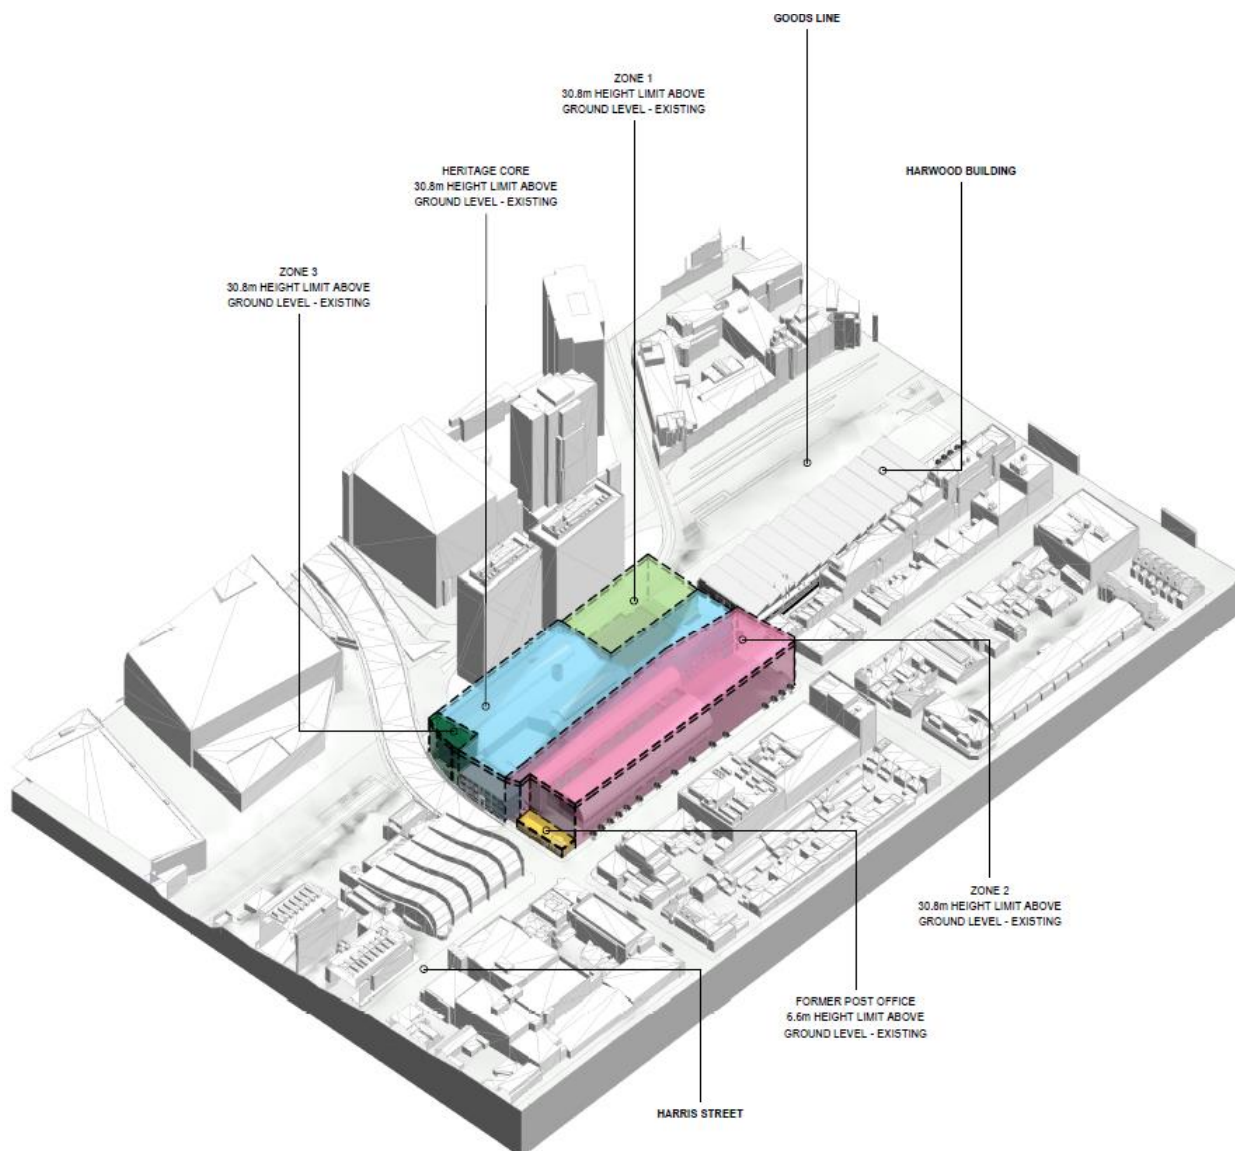 GOODS LINE
ZONE 1
30.8m HEIGHT LIMIT ABOVE
GROUND LEVEL - EXISTING
HERITAGE CORE
30.8m HEIGHT LIMIT ABOVE
GROUND LEVEL - EXISTING
HARWOOD BUILDING
ZONE 3
30.8m HEIGHT LIMIT ABOVE
GROUND LEVEL - EXISTING
ZONE 2
30.8m HEIGHT LIMIT ABOVE
GROUND LEVEL - EXISTING
FORMER POST OFFICE
6.6m HEIGHT LIMIT ABOVE
GROUND LEVEL - EXISTING
HARRIS STREET